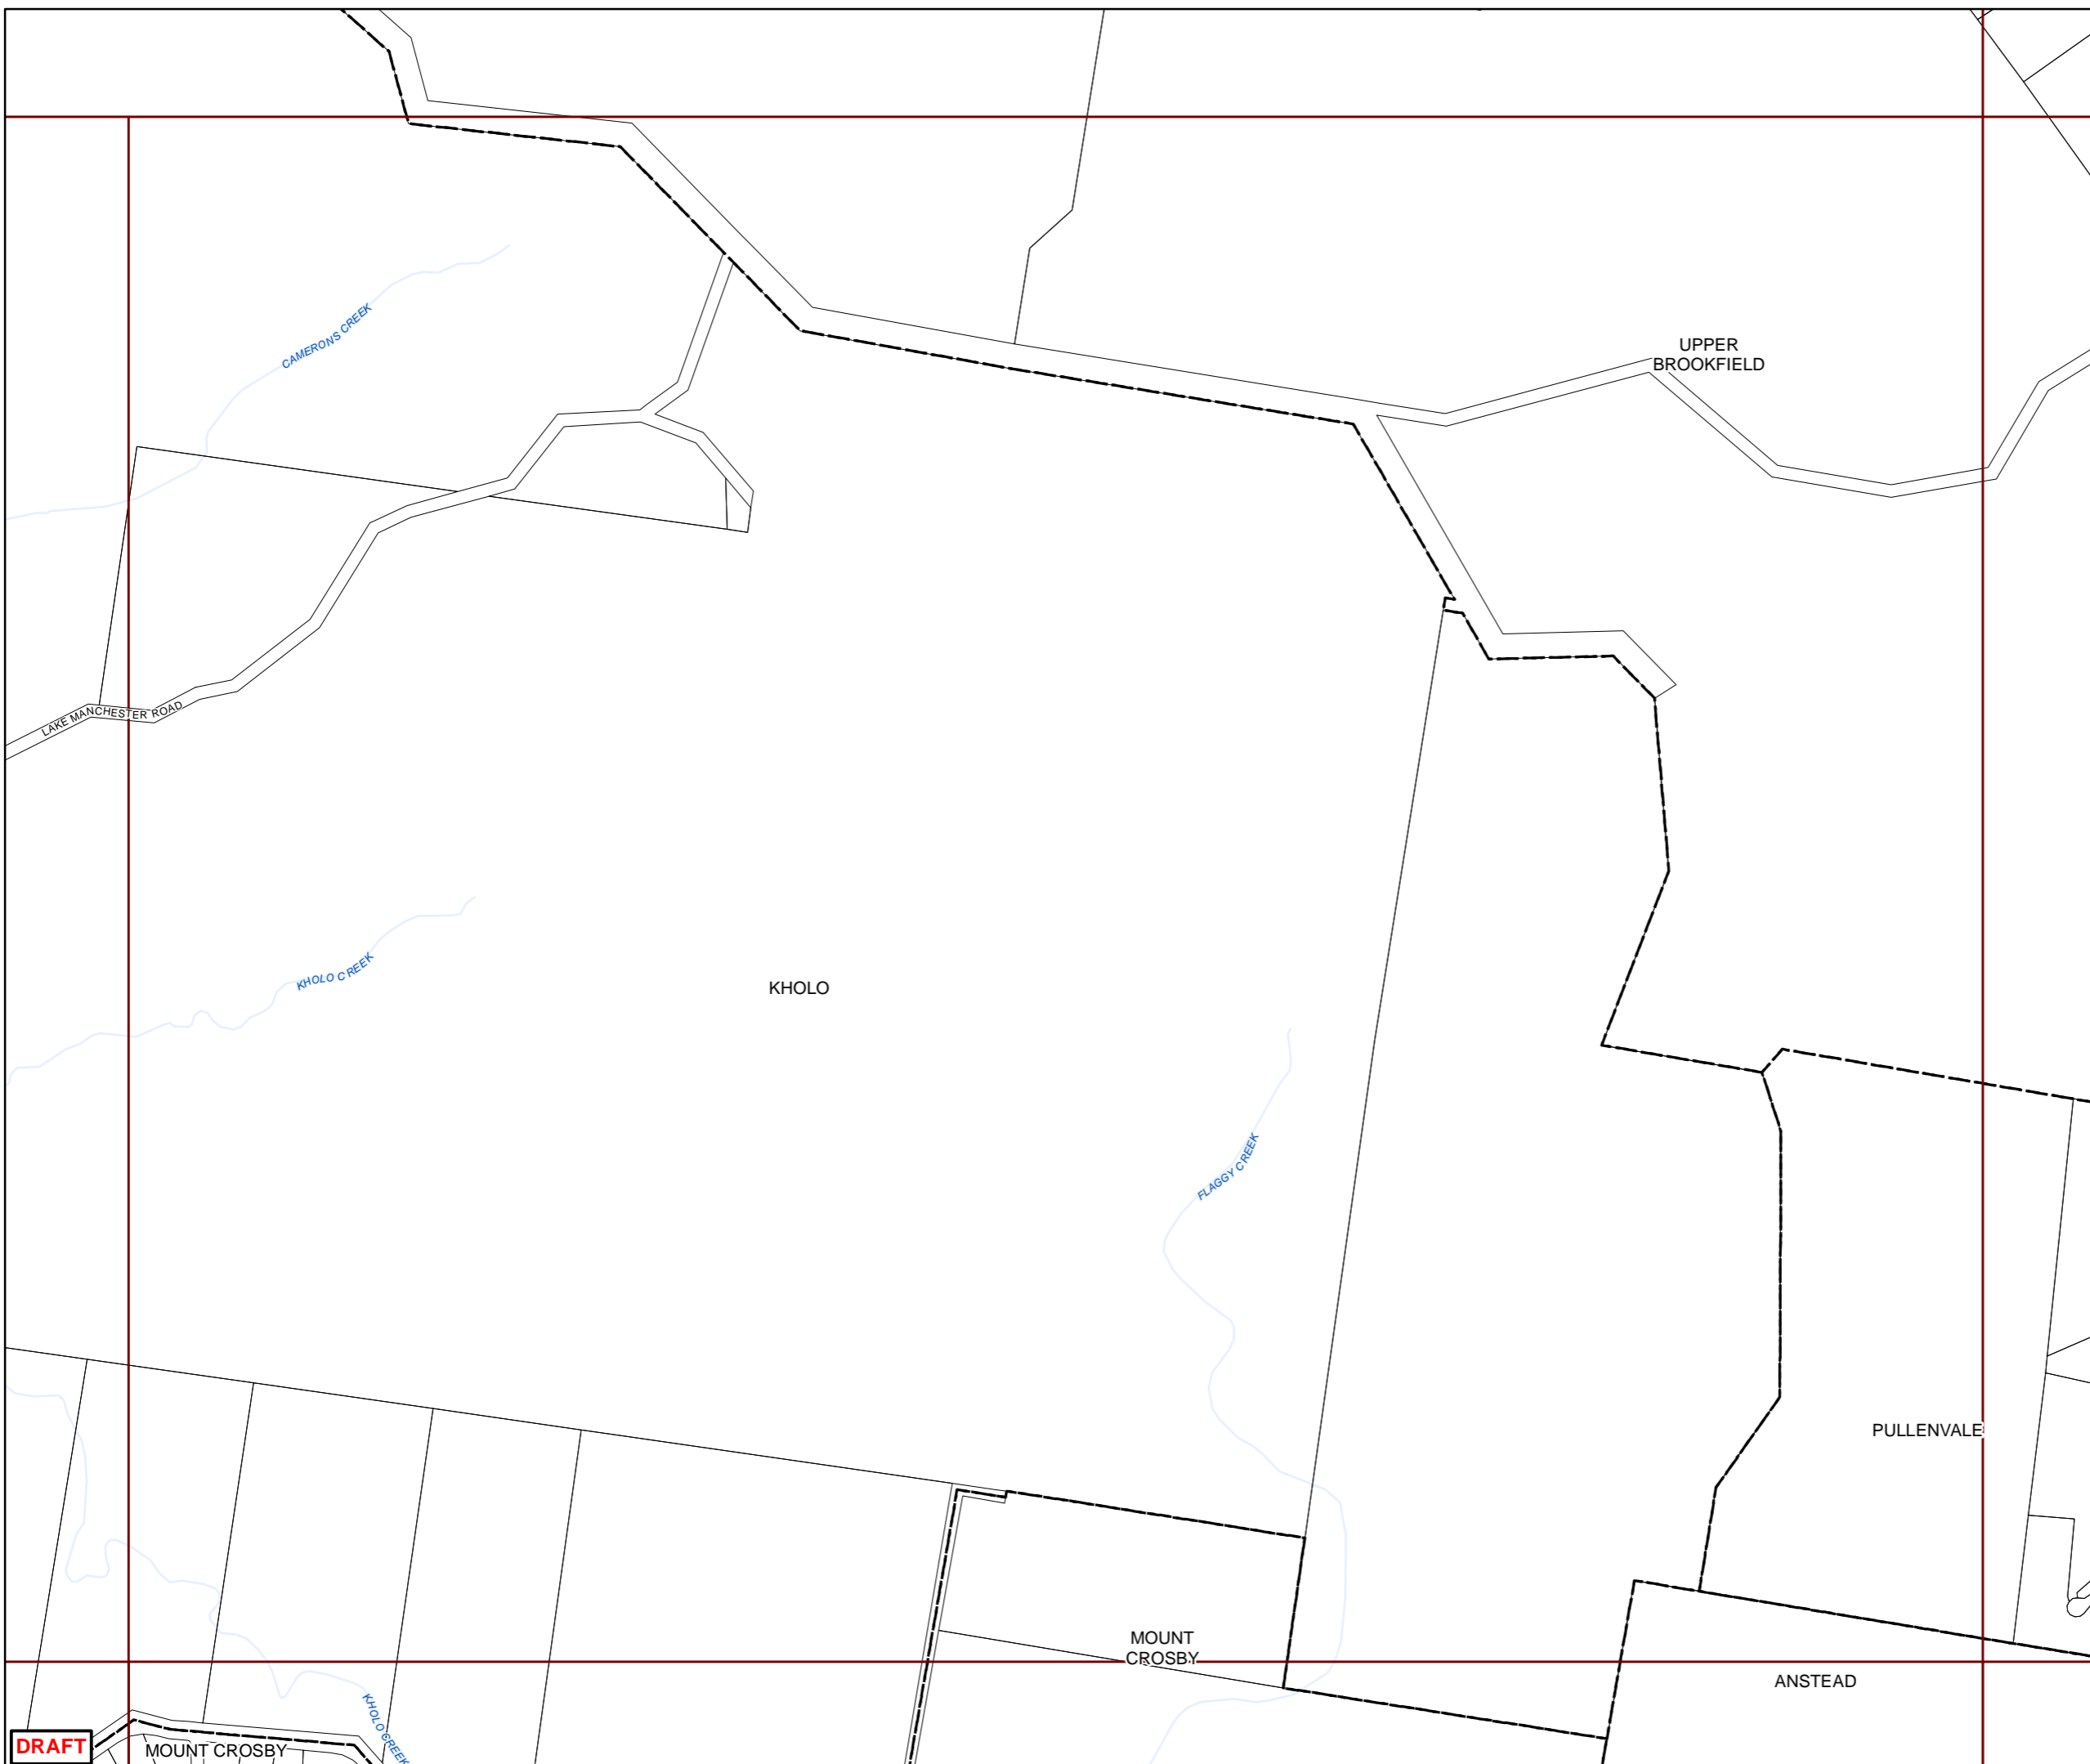 UPPER
BROOKFIELD
CAMERONS CREEK
LAKE MANCHESTER ROAD
KHOLO CREEK
KHOLO
FLAGGY CREEK
PULLENVALE
MOUNT
CROSBY
ANSTEAD
KHOLO CREEK
DRAFT
MOUNT CROSBY